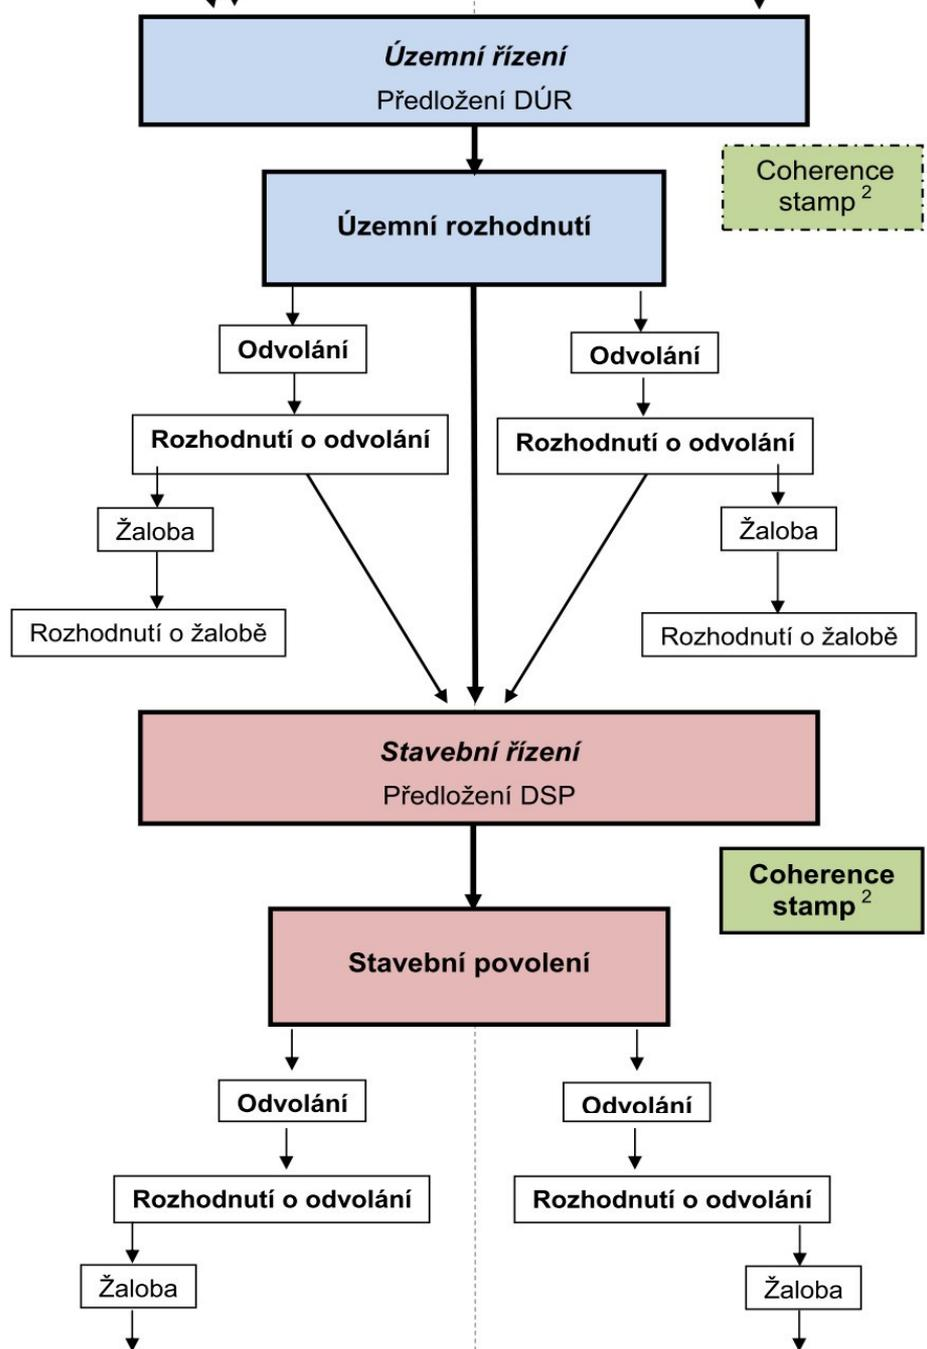 Územní řízení
Předložení DÚR
Coherence
stamp 2
Územní rozhodnutí
Odvolání
Odvolání
Rozhodnutí o odvolání
Rozhodnutí o odvolání
Žaloba
Žaloba
Rozhodnutí o žalobě
Rozhodnutí o žalobě
Stavební řízení
Předložení DSP
Coherence
stamp 2
Stavební povolení
Odvolání
Odvolání
Rozhodnutí o odvolání
Rozhodnutí o odvolání
Žaloba
Žaloba